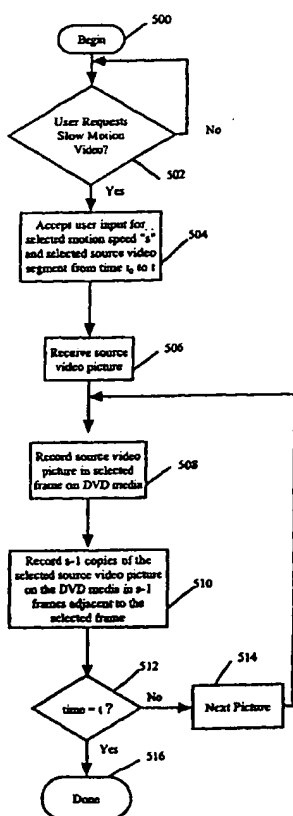 500
Begin
User Requests
Slow Motion
Video?
No
502
Yes
Accept user input for
selected motion speed "s"
and selected source video
segment from time t₀ to t
504
Receive source
video picture
506
Record source video
picture in selected
frame on DVD media
508
Record s-1 copies of the
selected source video picture
on the DVD media in s-1
frames adjacent to the
selected frame
510
512
514
time = t ?
No
Next Picture
Yes
516
Done